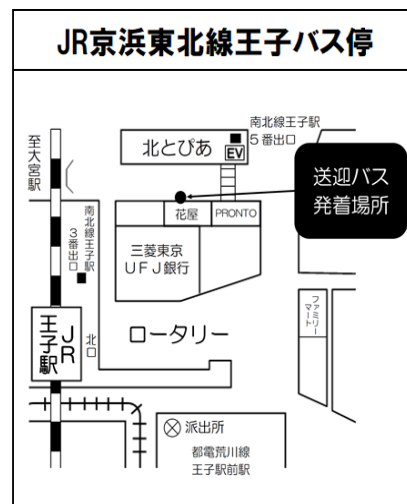 JR京浜東北線王子バス停
南北線王子駅
5番出口
北とぴあ
EV
至大宮駅
送迎バス
発着場所
花屋
PRONTO
南北線王子駅
3番出口
三菱東京
UFJ銀行
ファミリー
マート
ロータリー
北口
JR
王子駅
派出所
都電荒川線
王子駅前駅